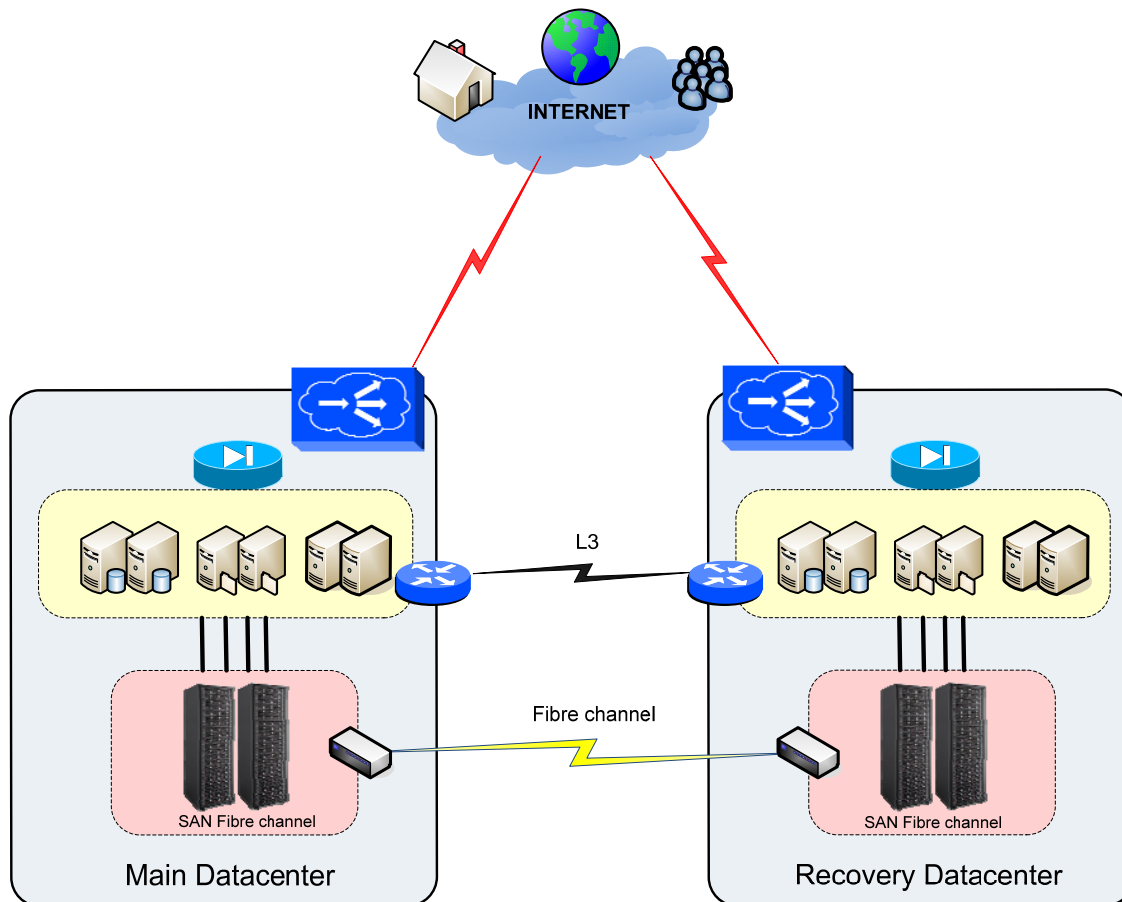 INTERNET
L3
Fibre channel
SAN Fibre channel
SAN Fibre channel
Main Datacenter
Recovery Datacenter